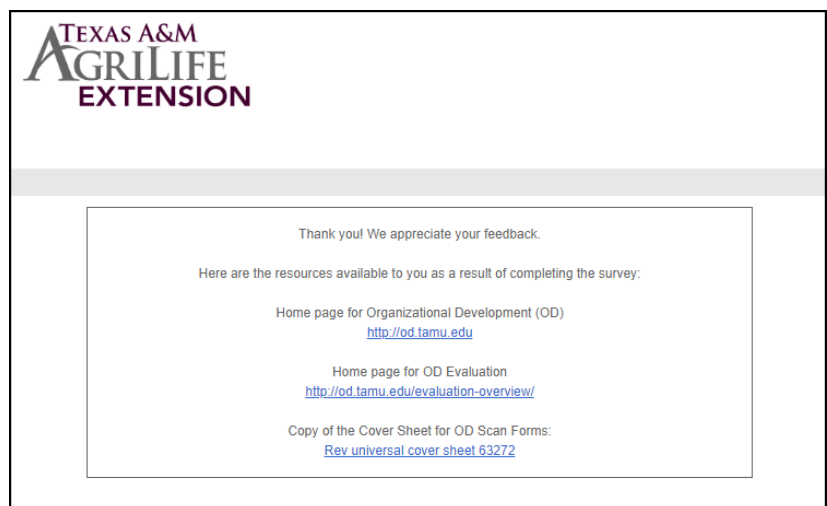 TEXAS A&M
AGRILIFE
EXTENSION
Thank you! We appreciate your feedback.
Here are the resources available to you as a result of completing the survey:
Home page for Organizational Development (OD)
http://od.tamu.edu
Home page for OD Evaluation
http://od.tamu.edu/evaluation-overview/
Copy of the Cover Sheet for OD Scan Forms:
Rev universal cover sheet 63272